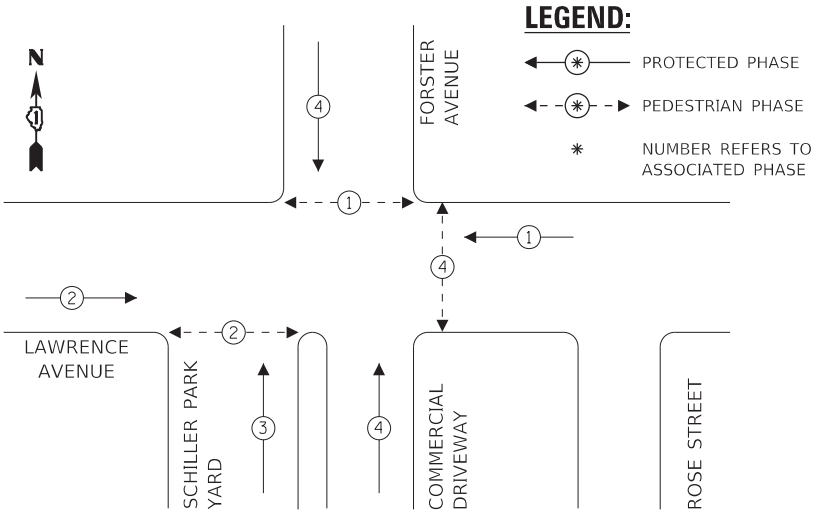 LEGEND:
N
1
4
FORSTER
AVENUE
* PROTECTED PHASE
* PEDESTRIAN PHASE
* NUMBER REFERS TO
ASSOCIATED PHASE
1
1
4
2
2
LAWRENCE
AVENUE
SCHILLER PARK
YARD
3
4
COMMERCIAL
DRIVEWAY
ROSE STREET